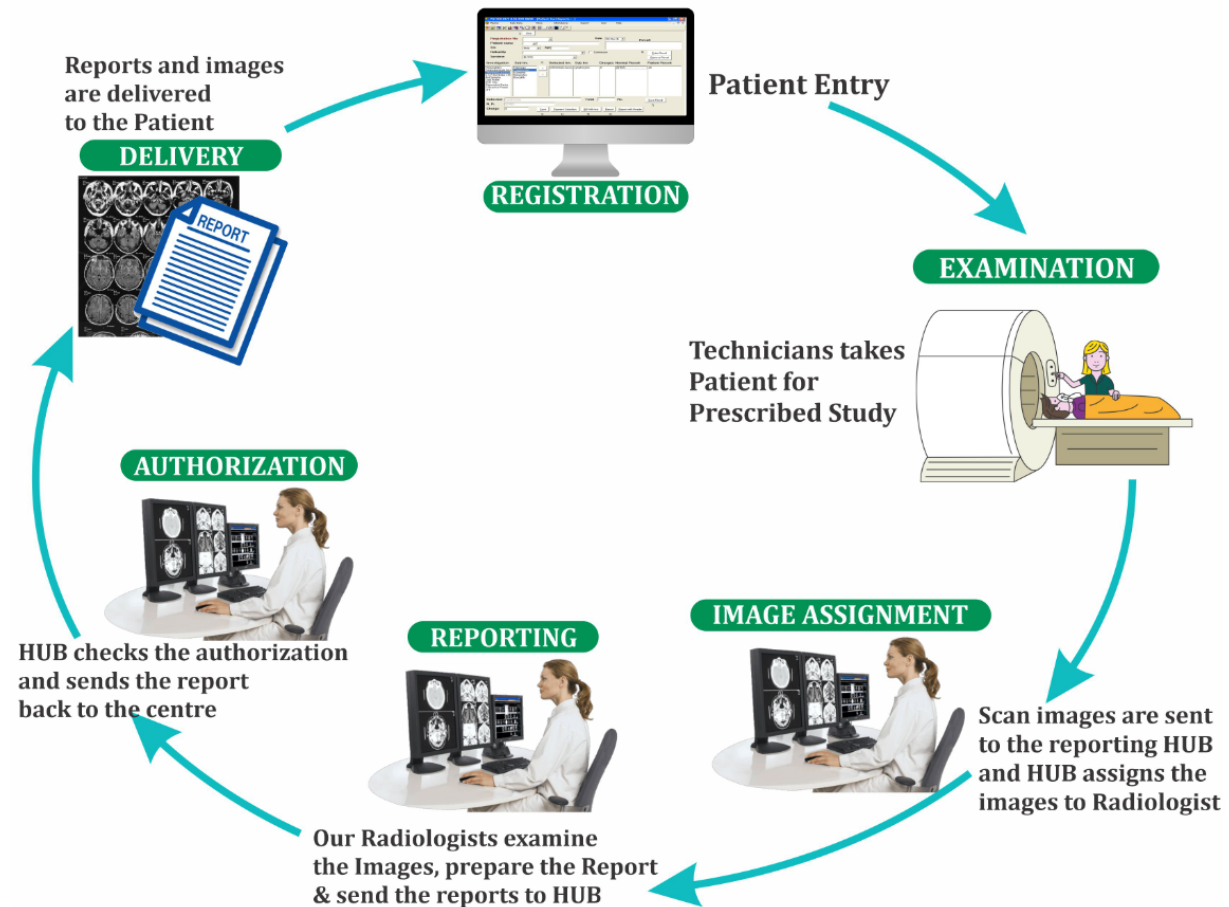 Reports and images
are delivered
to the Patient
DELIVERY
REPORT
REGISTRATION
Patient Entry
EXAMINATION
Technicians takes
Patient for
Prescribed Study
AUTHORIZATION
HUB checks the authorization
and sends the report
back to the centre
REPORTING
Our Radiologists examine
the Images, prepare the Report
& send the reports to HUB
IMAGE ASSIGNMENT
Scan images are sent
to the reporting HUB
and HUB assigns the
images to Radiologist